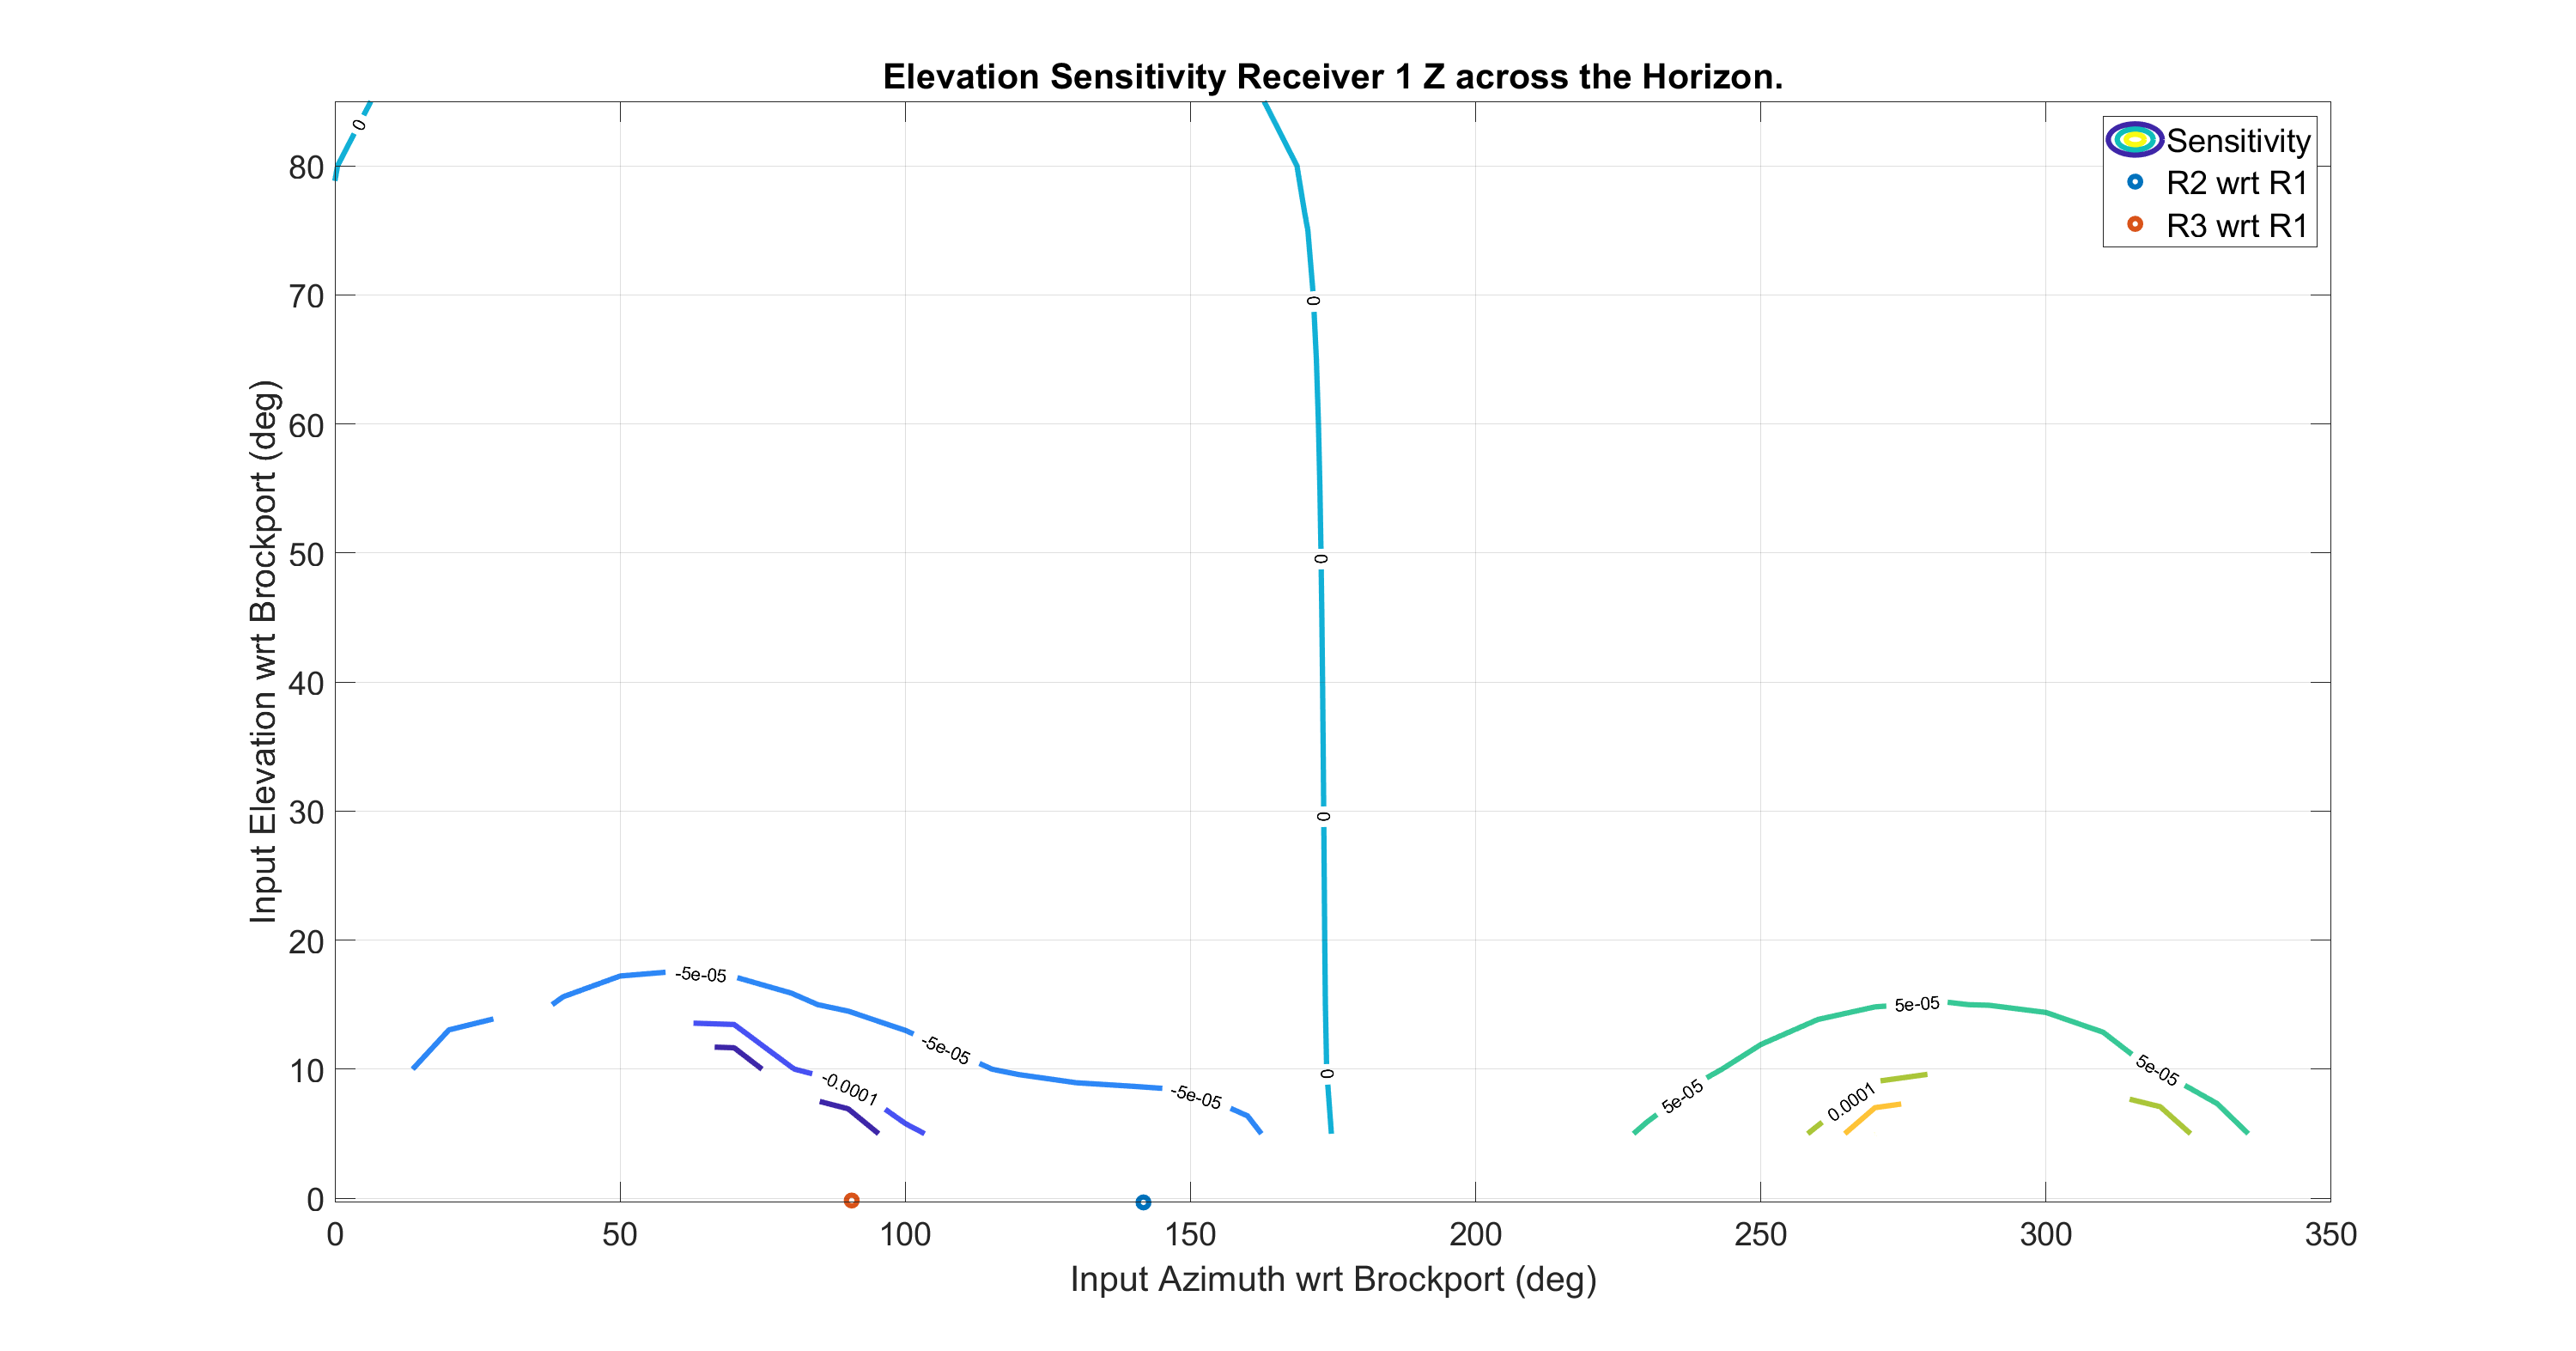 Elevation Sensitivity Receiver 1 Z across the Horizon.
Sensitivity
R2 wrt R1
R3 wrt R1
Input Elevation wrt Brockport (deg)
80
70
60
50
40
30
20
10
0
0
0
0
0
0
-5e-05
-5e-05
-5e-05
-0.0001
5e-05
5e-05
5e-05
0.0001
0
50
100
150
200
250
300
350
Input Azimuth wrt Brockport (deg)